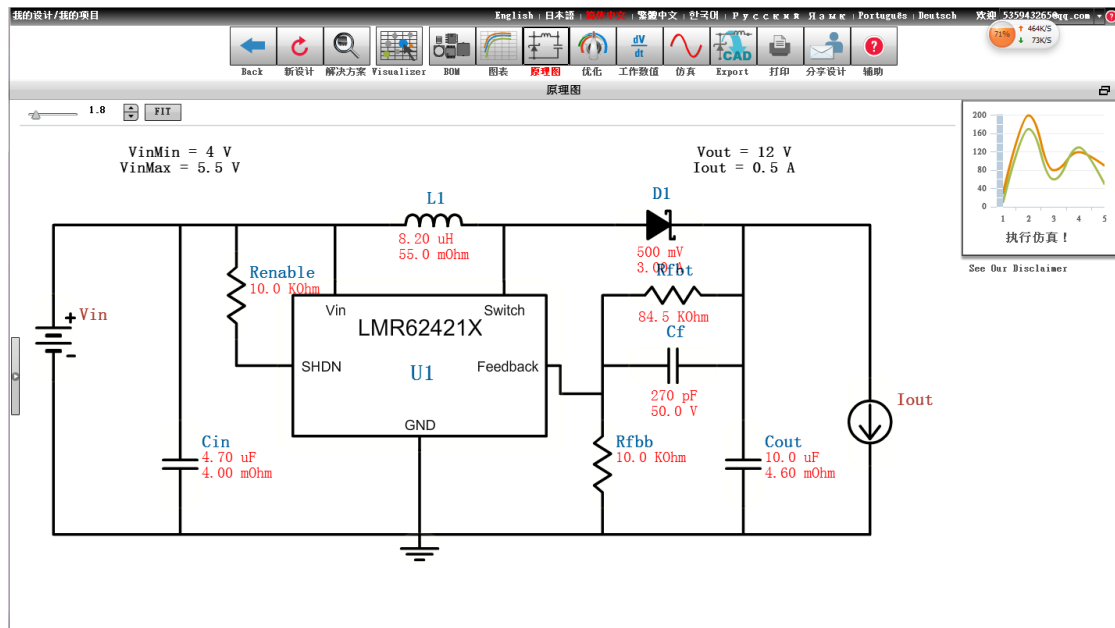 我的设计/我的项目
English | 日本語 | 简体中文 | 繁體中文 | 한국어 | Русский Язык | Português | Deutsch
欢迎, 535943265@qq.com
71%
464K/S
73K/S
Back 新设计 解决方案 Visualizer BOM 图表 原理图 优化 工作数值 仿真 Export 打印 分享设计 辅助
dV
dt
CAD
原理图
1.8 FIT
VinMin = 4 V
VinMax = 5.5 V
Vout = 12 V
Iout = 0.5 A
L1
8.20 uH
55.0 mOhm
D1
500 mV
Renable
10.0 KOhm
Rfbt
84.5 KOhm
Cf
270 pF
50.0 V
Vin
Vin
Switch
LMR62421X
SHDN
Feedback
U1
GND
Iout
Cin
4.70 uF
4.00 mOhm
Rfbb
10.0 KOhm
Cout
10.0 uF
4.60 mOhm
200
160
120
80
40
0
1 2 3 4 5
执行仿真！
See Our Disclaimer